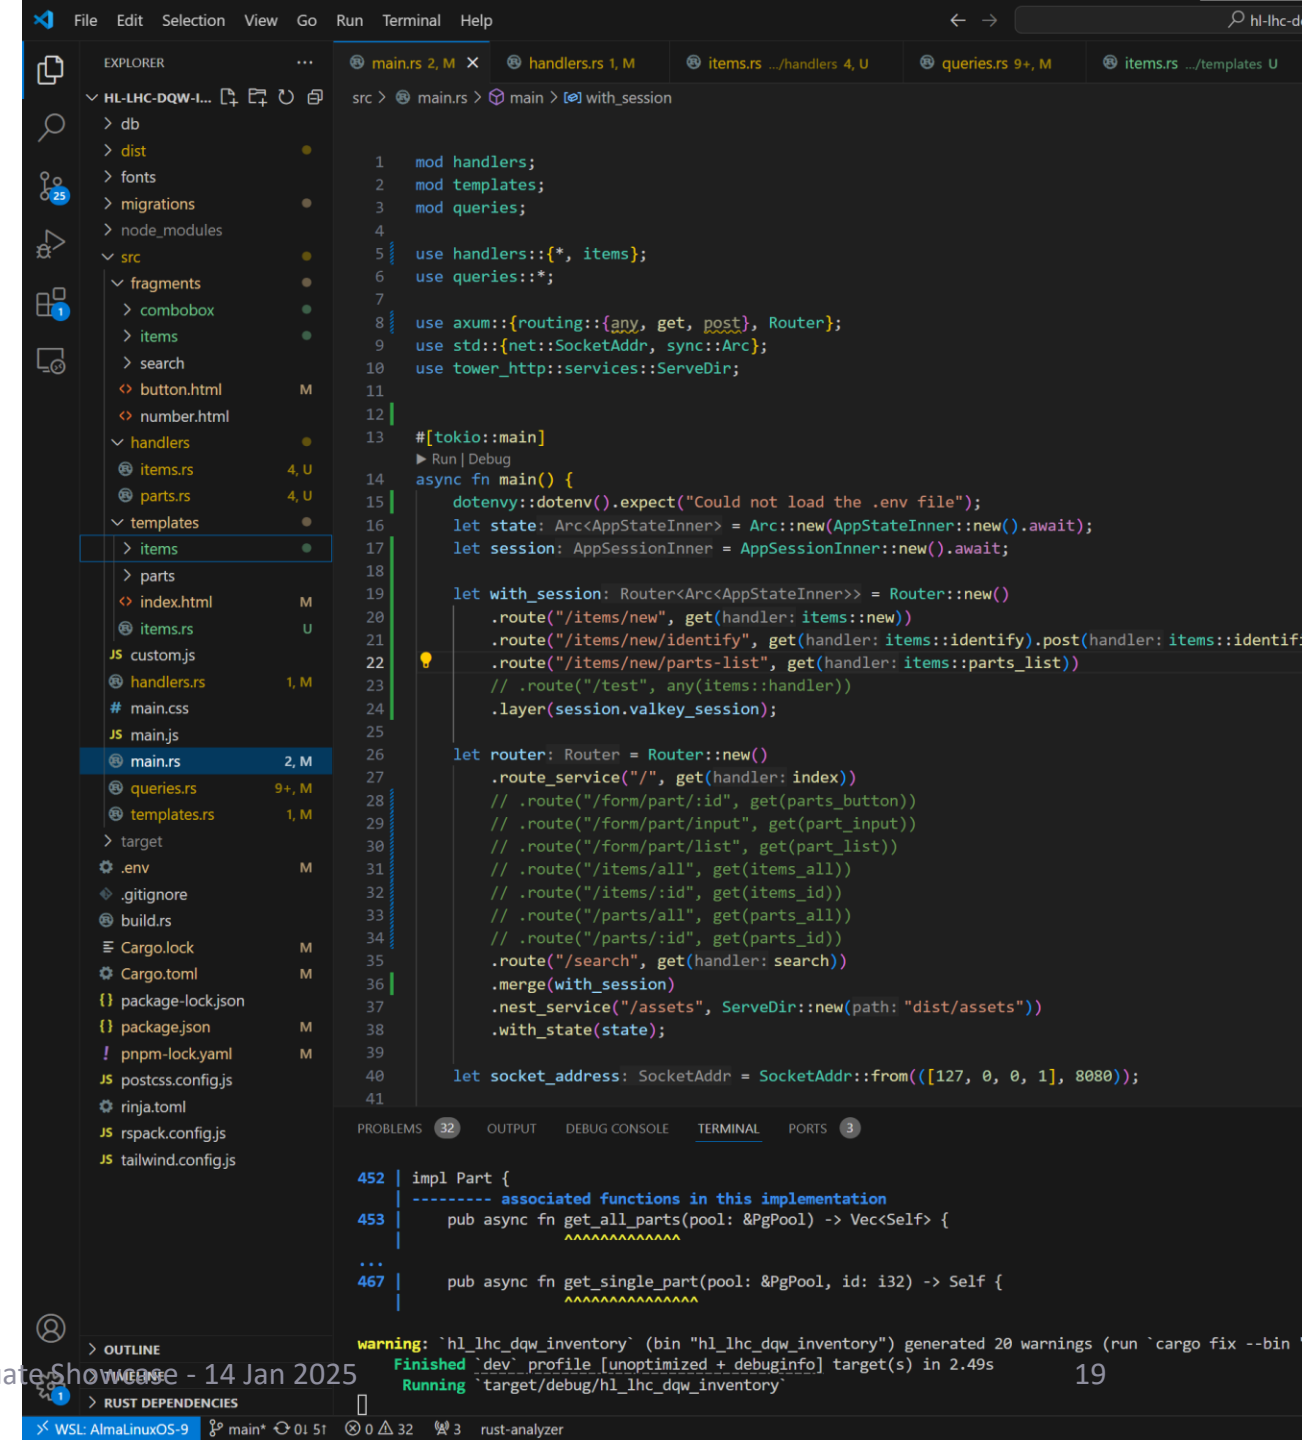 File Edit Selection View Go Run Terminal Help
hl-lhc-d
EXPLORER
HL-LHC-DQW-I...
db
dist
fonts
migrations
node_modules
src
fragments
combobox
items
search
button.html M
number.html
handlers
items.rs 4, U
parts.rs 4, U
templates
items
parts
index.html M
items.rs U
custom.js
handlers.rs 1, M
main.css
main.js
main.rs 2, M
queries.rs 9+, M
templates.rs 1, M
target
.env M
.gitignore
build.rs
Cargo.lock M
Cargo.toml M
package-lock.json
package.json M
pnpm-lock.yaml M
postcss.config.js
rinja.toml
rspack.config.js
tailwind.config.js
OUTLINE
TIMELINE
RUST DEPENDENCIES
25
1
1
main.rs 2, M
handlers.rs 1, M
items.rs .../handlers 4, U
queries.rs 9+, M
items.rs .../templates U
src > main.rs > main > with_session
1 mod handlers;
2 mod templates;
3 mod queries;
4
5 use handlers::{*, items};
6 use queries::*;
7
8 use axum::{routing::{any, get, post}, Router};
9 use std::{net::SocketAddr, sync::Arc};
10 use tower_http::services::ServeDir;
11
12
13 #[tokio::main]
Run | Debug
14 async fn main() {
15 dotenvy::dotenv().expect("Could not load the .env file");
16 let state: Arc<AppStateInner> = Arc::new(AppStateInner::new().await);
17 let session: AppSessionInner = AppSessionInner::new().await;
18
19 let with_session: Router<Arc<AppStateInner>> = Router::new()
20 .route("/items/new", get(handler: items::new))
21 .route("/items/new/identify", get(handler: items::identify).post(handler: items::identif
22 .route("/items/new/parts-list", get(handler: items::parts_list))
23 // .route("/test", any(items::handler))
24 .layer(session.valkey_session);
25
26 let router: Router = Router::new()
27 .route_service("/", get(handler: index))
28 // .route("/form/part/:id", get(parts_button))
29 // .route("/form/part/input", get(part_input))
30 // .route("/form/part/list", get(part_list))
31 // .route("/items/all", get(items_all))
32 // .route("/items/:id", get(items_id))
33 // .route("/parts/all", get(parts_all))
34 // .route("/parts/:id", get(parts_id))
35 .route("/search", get(handler: search))
36 .merge(with_session)
37 .nest_service("/assets", ServeDir::new(path: "dist/assets"))
38 .with_state(state);
39
40 let socket_address: SocketAddr = SocketAddr::from(([127, 0, 0, 1], 8080));
41
PROBLEMS 32 OUTPUT DEBUG CONSOLE TERMINAL PORTS 3
452 | impl Part {
| --------- associated functions in this implementation
453 | pub async fn get_all_parts(pool: &PgPool) -> Vec<Self> {
| ^^^^^^^^^^^^^
...
467 | pub async fn get_single_part(pool: &PgPool, id: i32) -> Self {
| ^^^^^^^^^^^^^^^
warning: `hl_lhc_dqw_inventory` (bin "hl_lhc_dqw_inventory") generated 20 warnings (run `cargo fix --bin "
Finished `dev` profile [unoptimized + debuginfo] target(s) in 2.49s
Running `target/debug/hl_lhc_dqw_inventory`
ate Showcase - 14 Jan 2025
19
WSL: AlmaLinuxOS-9 main* 0↓ 5↑ 0 32 3 rust-analyzer